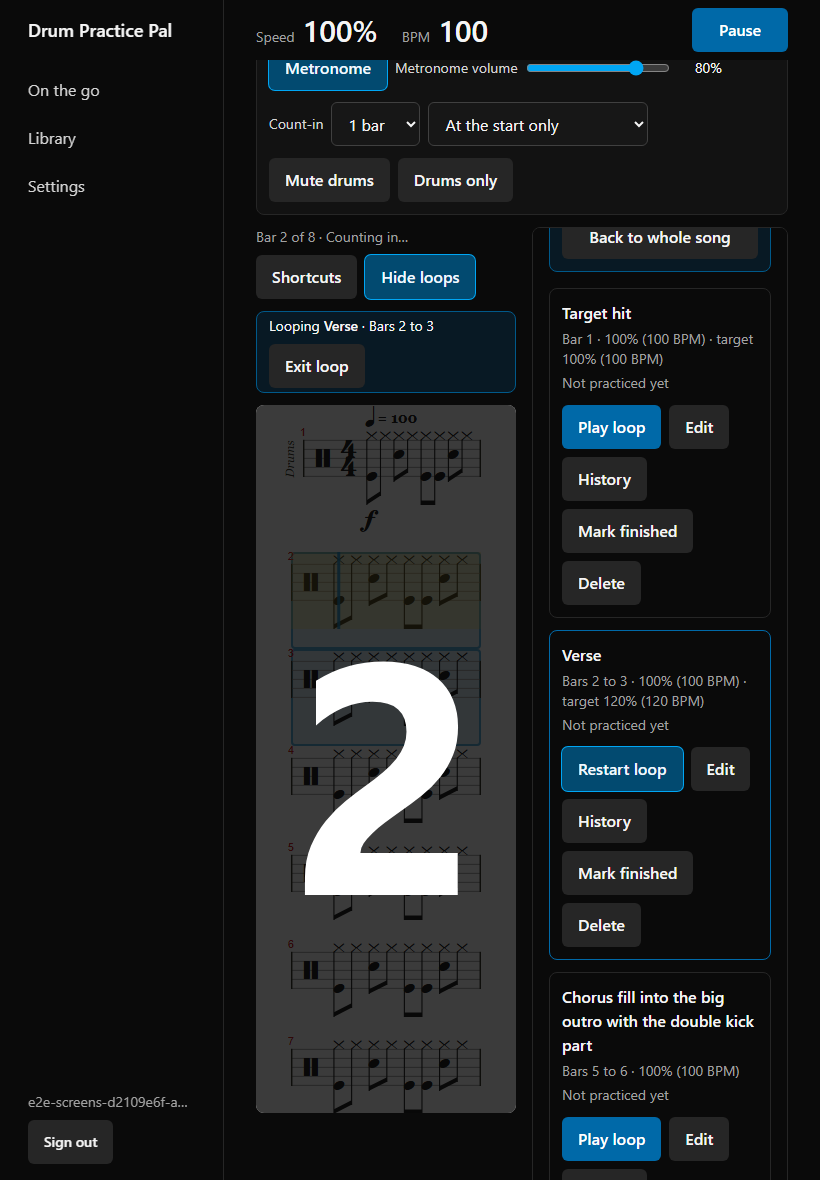 Drum Practice Pal
On the go
Library
Settings
e2e-screens-d2109e6f-a...
Sign out
Speed 100% BPM 100
Pause
Metronome
Metronome volume
80%
Count-in
1 bar
At the start only
Mute drums
Drums only
Bar 2 of 8 · Counting in...
Shortcuts
Hide loops
Looping Verse · Bars 2 to 3
Exit loop
= 100
1
Drums
4
4
f
2
3
4
5
6
7
2
Back to whole song
Target hit
Bar 1 · 100% (100 BPM) · target
100% (100 BPM)
Not practiced yet
Play loop
Edit
History
Mark finished
Delete
Verse
Bars 2 to 3 · 100% (100 BPM) ·
target 120% (120 BPM)
Not practiced yet
Restart loop
Edit
History
Mark finished
Delete
Chorus fill into the big
outro with the double kick
part
Bars 5 to 6 · 100% (100 BPM)
Not practiced yet
Play loop
Edit